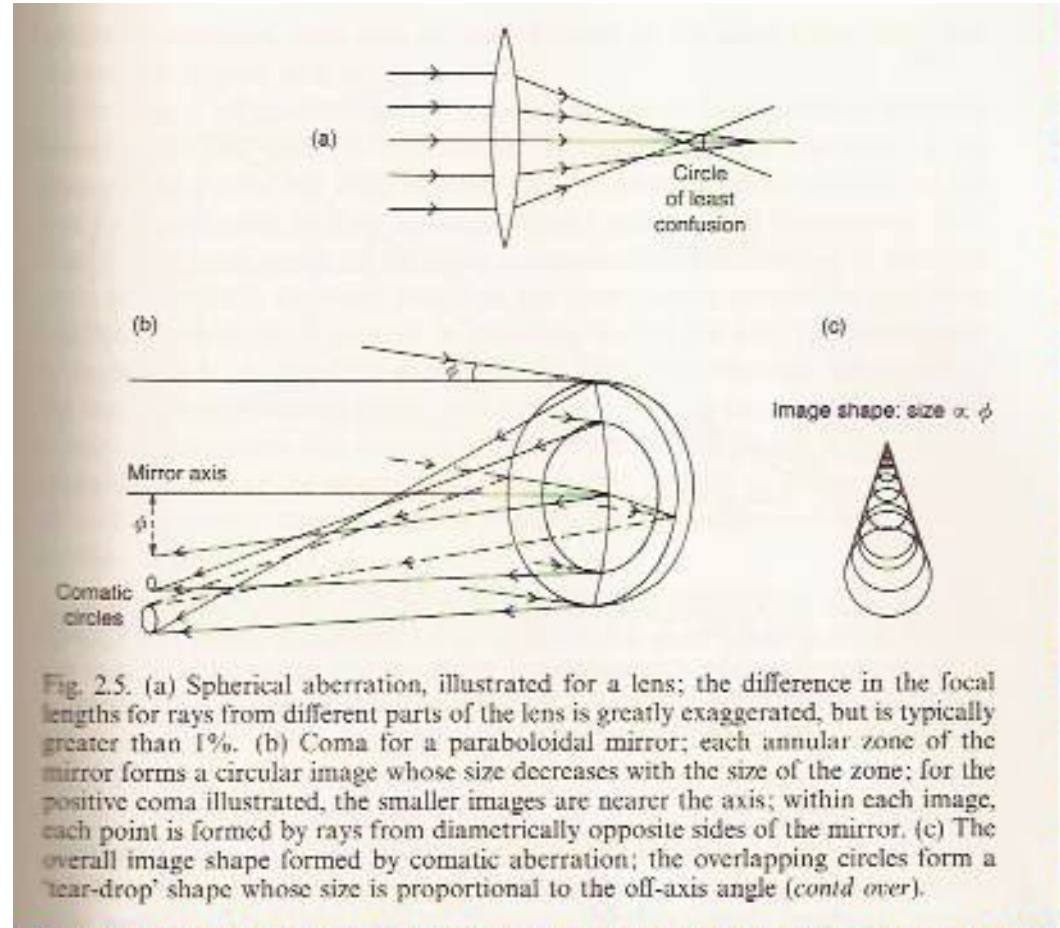 (a)
Circle
of least
confusion
(b)
(c)
φ
Image shape: size ∝ φ
Mirror axis
φ
Comatic
circles
Fig. 2.5. (a) Spherical aberration, illustrated for a lens; the difference in the focal
lengths for rays from different parts of the lens is greatly exaggerated, but is typically
greater than 1%. (b) Coma for a paraboloidal mirror; each annular zone of the
mirror forms a circular image whose size decreases with the size of the zone; for the
positive coma illustrated, the smaller images are nearer the axis; within each image,
each point is formed by rays from diametrically opposite sides of the mirror. (c) The
overall image shape formed by comatic aberration; the overlapping circles form a
'tear-drop' shape whose size is proportional to the off-axis angle (contd over).